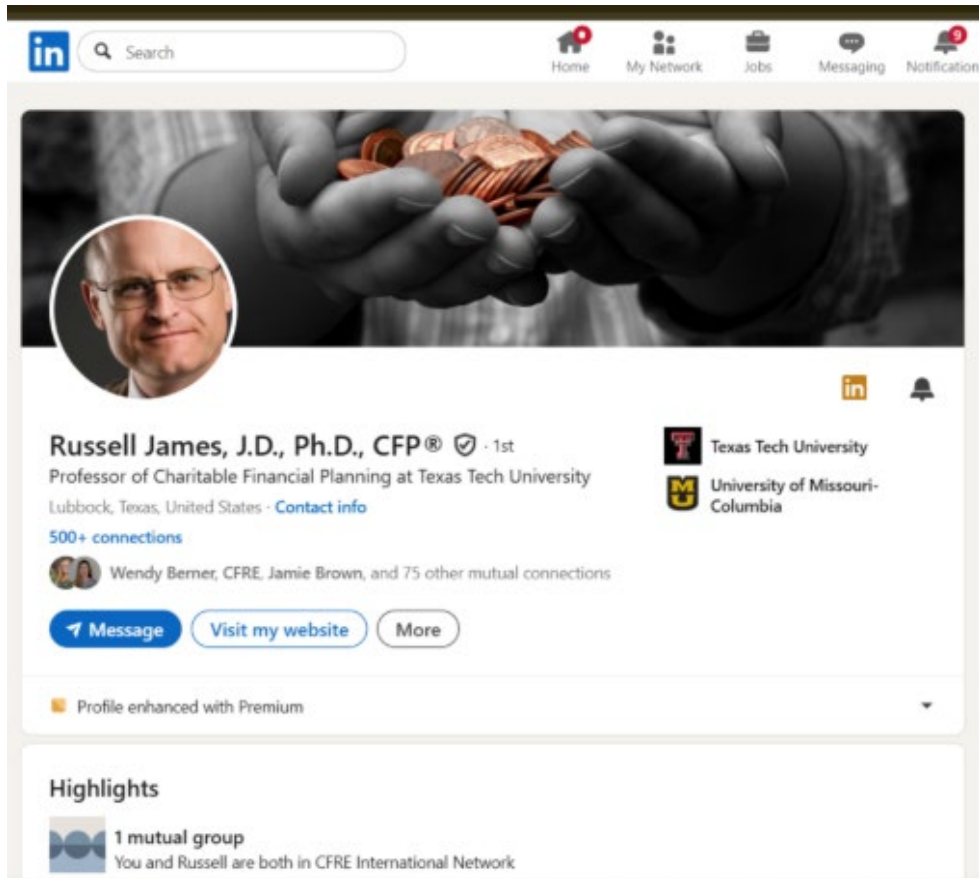 in
Search
Home
My Network
Jobs
Messaging
9
Notification
in
Russell James, J.D., Ph.D., CFP® · 1st
Professor of Charitable Financial Planning at Texas Tech University
Lubbock, Texas, United States · Contact info
500+ connections
Wendy Berner, CFRE, Jamie Brown, and 75 other mutual connections
Texas Tech University
University of Missouri-
Columbia
Message
Visit my website
More
Profile enhanced with Premium
Highlights
1 mutual group
You and Russell are both in CFRE International Network